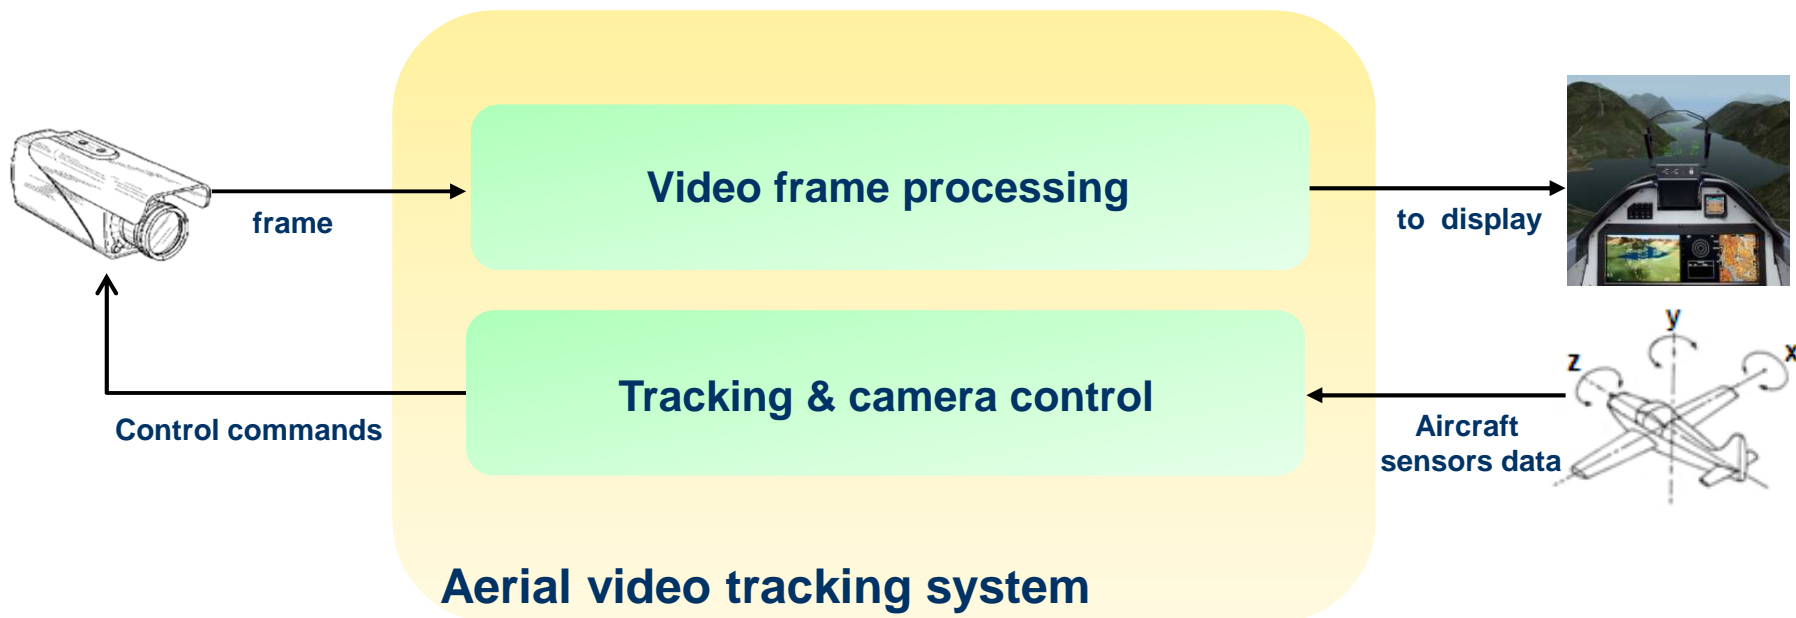 Video frame processing
frame
to display
Tracking & camera control
Control commands
Aircraft
sensors data
y
x
z
Aerial video tracking system